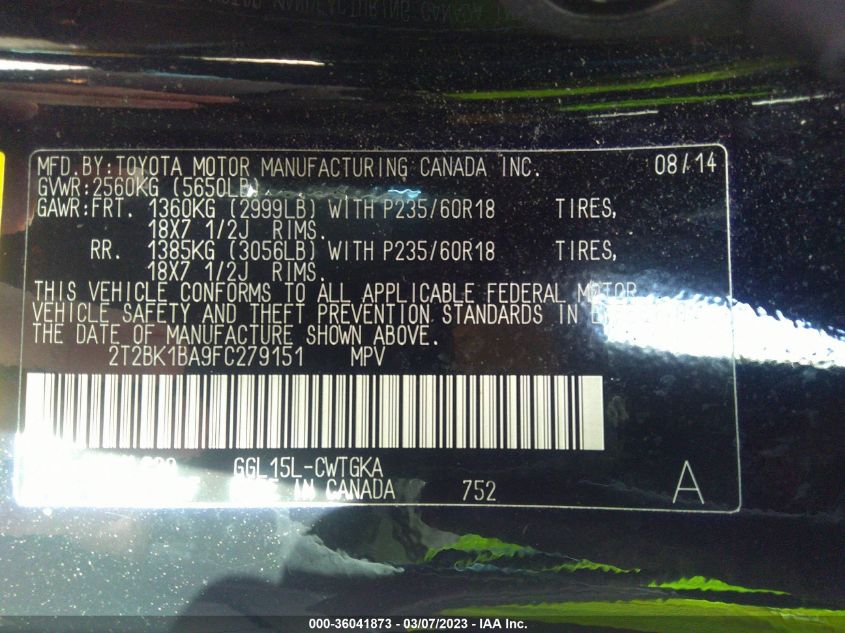 MFD.BY:TOYOTA MOTOR MANUFACTURING CANADA INC. 08/14
GVWR:2560KG (5650LB)
GAWR:FRT. 1360KG (2999LB) WITH P235/60R18 TIRES,
18X7 1/2J RIMS.
RR. 1385KG (3056LB) WITH P235/60R18 TIRES,
18X7 1/2J RIMS.
THIS VEHICLE CONFORMS TO ALL APPLICABLE FEDERAL MOTOR
VEHICLE SAFETY AND THEFT PREVENTION STANDARDS IN
THE DATE OF MANUFACTURE SHOWN ABOVE.
2T2BK1BA9FC279151 MPV
GGL15L-CWTGKA
IN CANADA 752 A
000-36041873 — 03/07/2023 — IAA Inc.